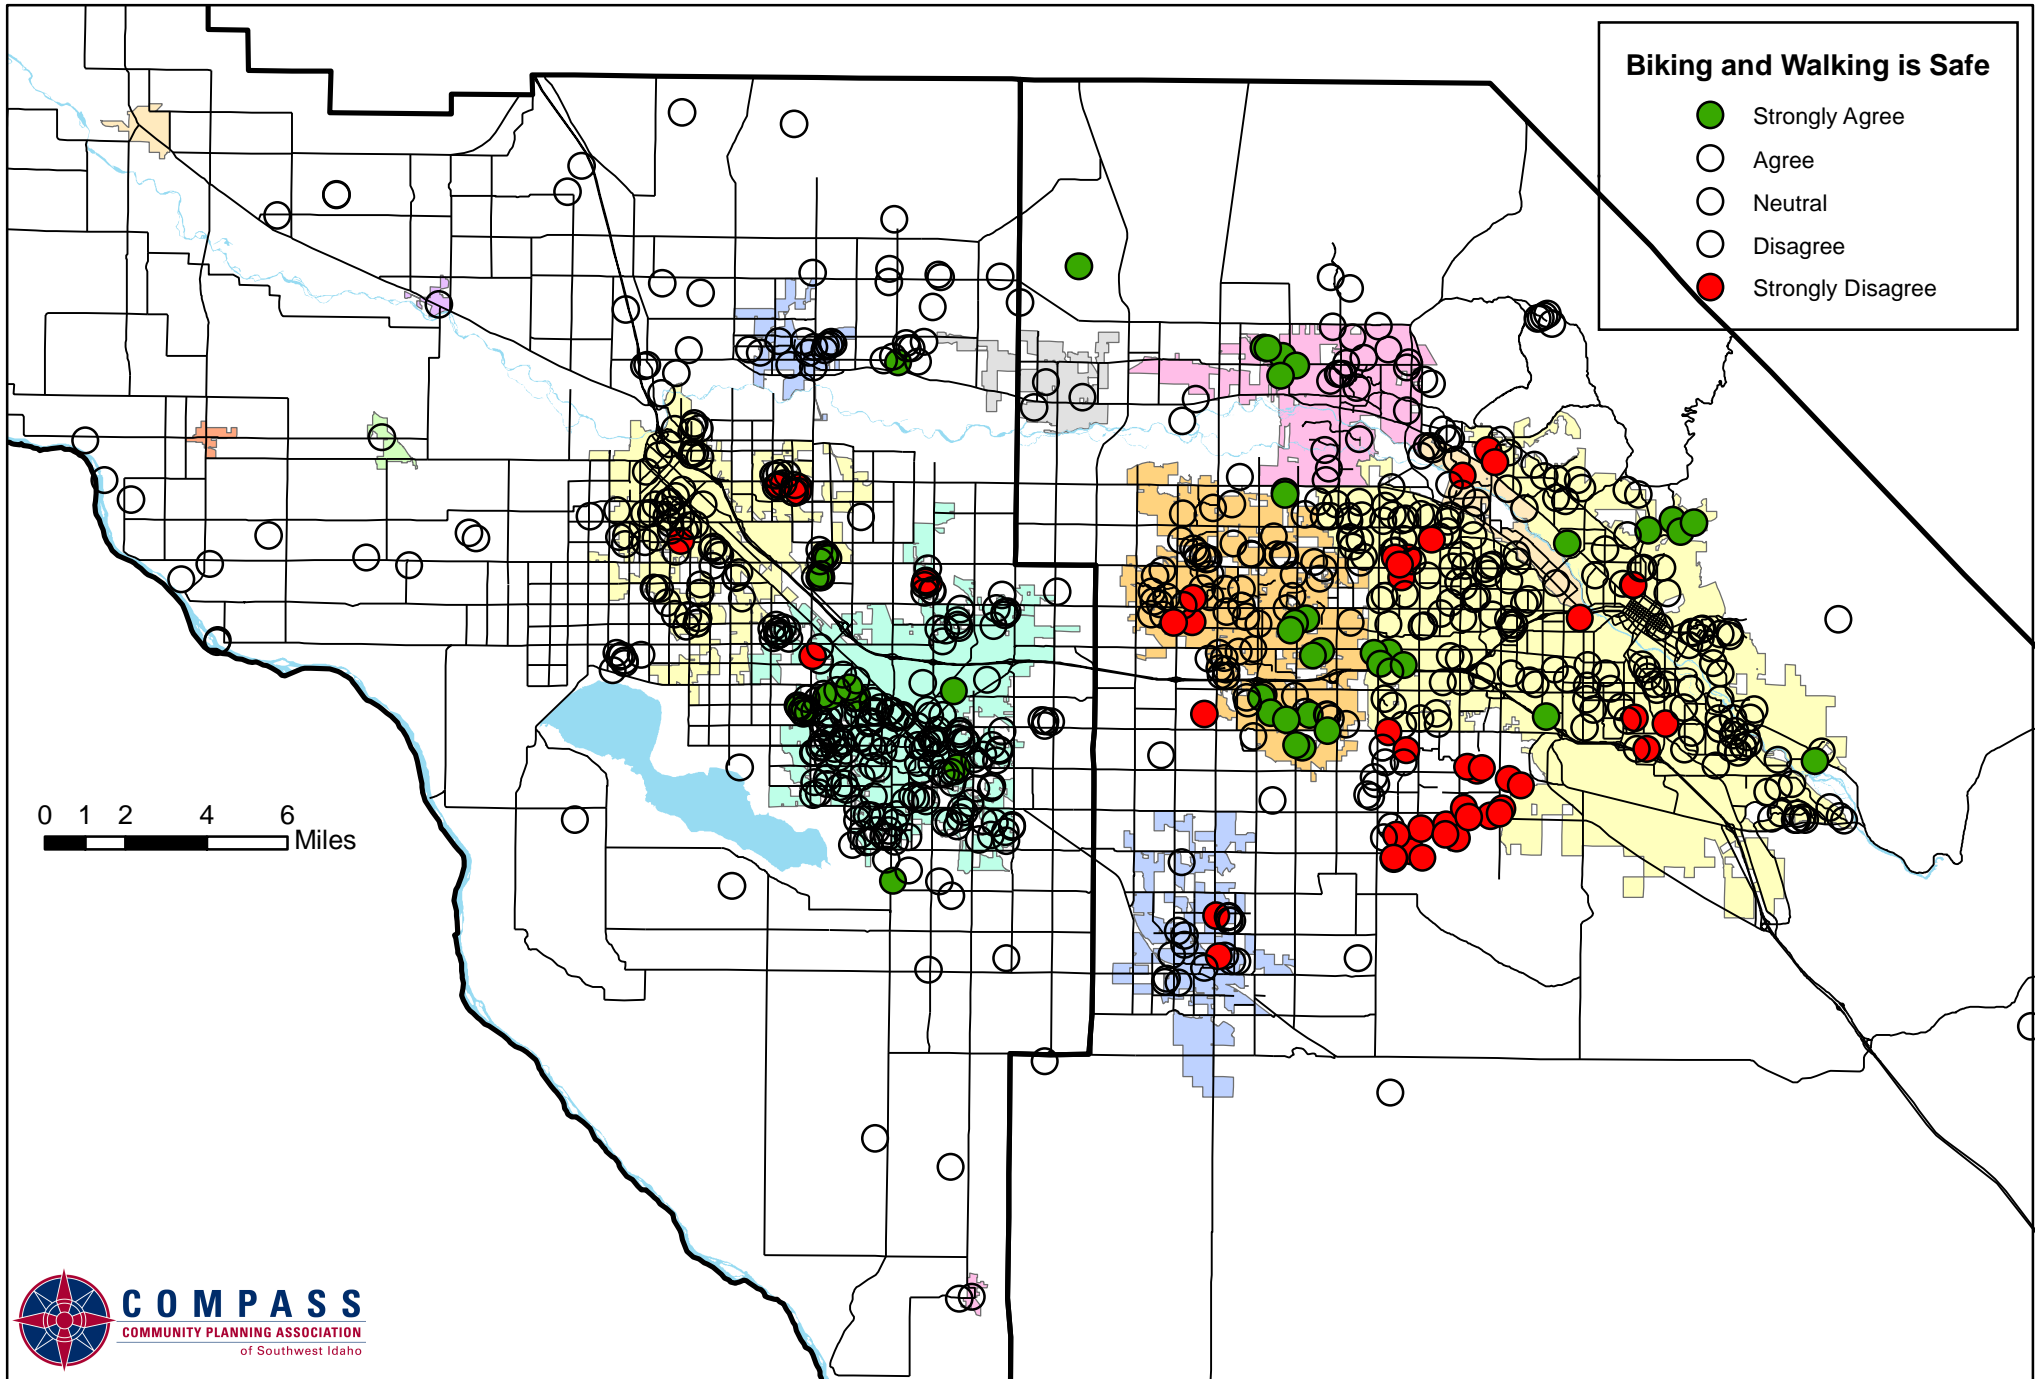 Biking and Walking is Safe
Strongly Agree
Agree
Neutral
Disagree
Strongly Disagree
0 1 2 4 6
Miles
COMPASS
COMMUNITY PLANNING ASSOCIATION
of Southwest Idaho